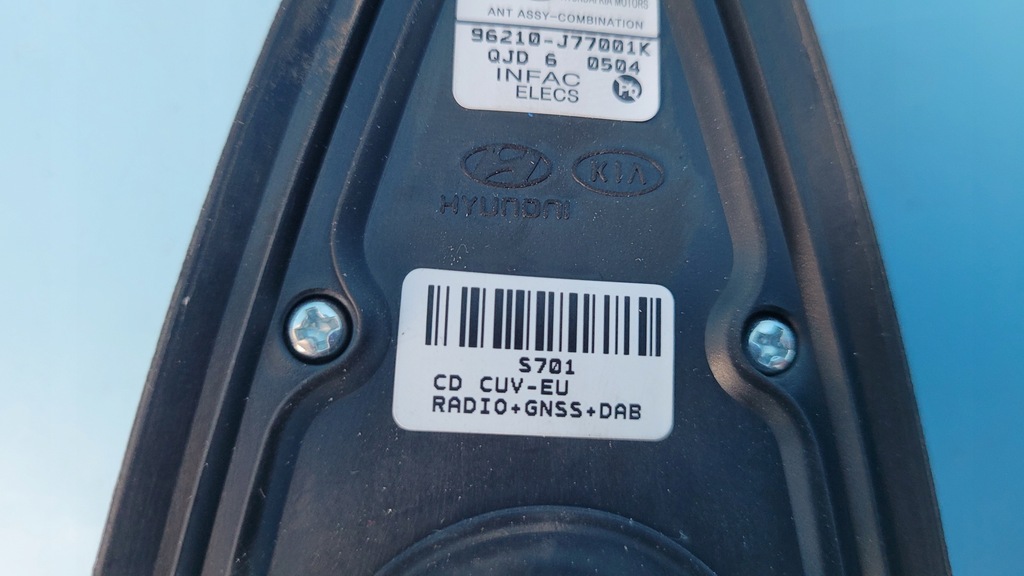 ANT ASSY-COMBINATION
96210-J77001K
QJD 6 0504
INFAC
ELECS
Pb
KIA
HYUNDAI
S701
CD CUV-EU
RADIO+GNSS+DAB